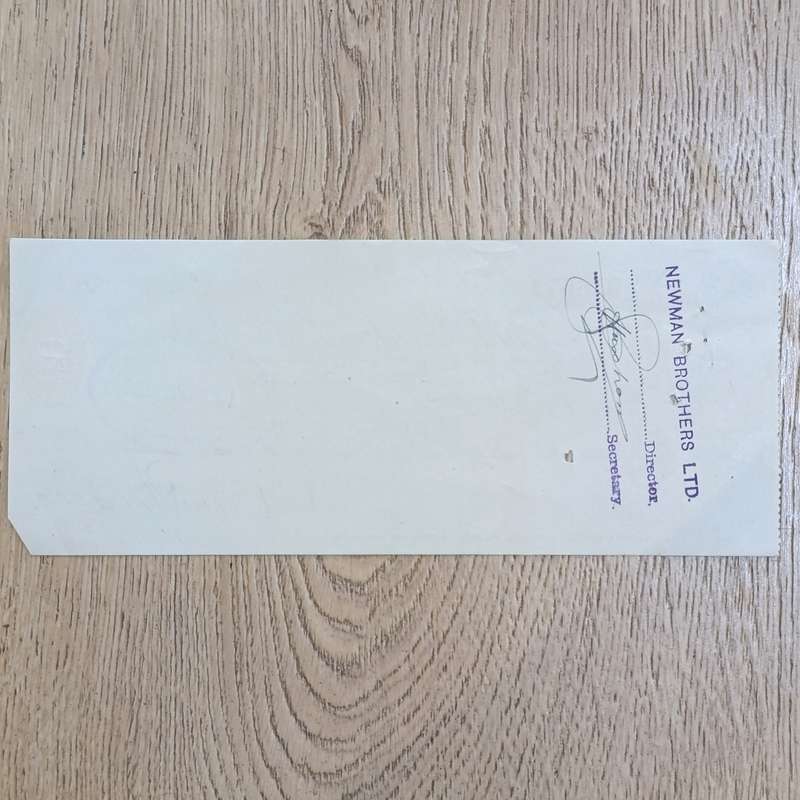 NEWMAN BROTHERS LTD.
....................................Director.
....................................Secretary.